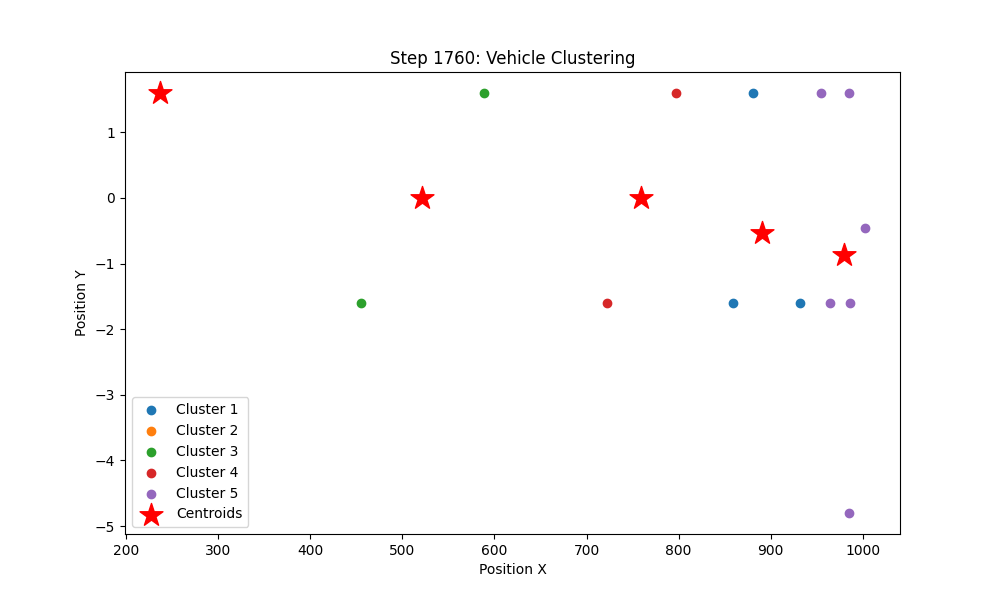 Step 1760: Vehicle Clustering
1
0
−1
−2
−3
−4
−5
Position Y
Cluster 1
Cluster 2
Cluster 3
Cluster 4
Cluster 5
Centroids
200 300 400 500 600 700 800 900 1000
Position X